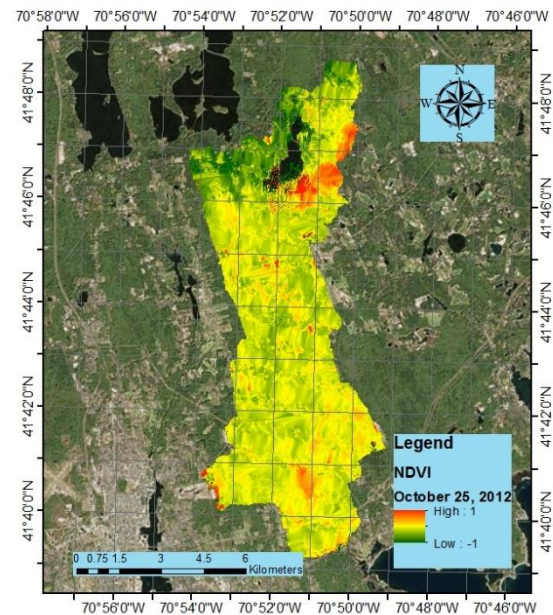 70°58'0"W 70°56'0"W 70°54'0"W 70°52'0"W 70°50'0"W 70°48'0"W 70°46'0"W
41°48'0"N 41°48'0"N
41°46'0"N 41°46'0"N
41°44'0"N 41°44'0"N
41°42'0"N 41°42'0"N
41°40'0"N 41°40'0"N
N
W E
S
Legend
NDVI
October 25, 2012
High : 1
Low : -1
0 0.75 1.5 3 4.5 6
Kilometers
70°58'0"W 70°56'0"W 70°54'0"W 70°52'0"W 70°50'0"W 70°48'0"W 70°46'0"W